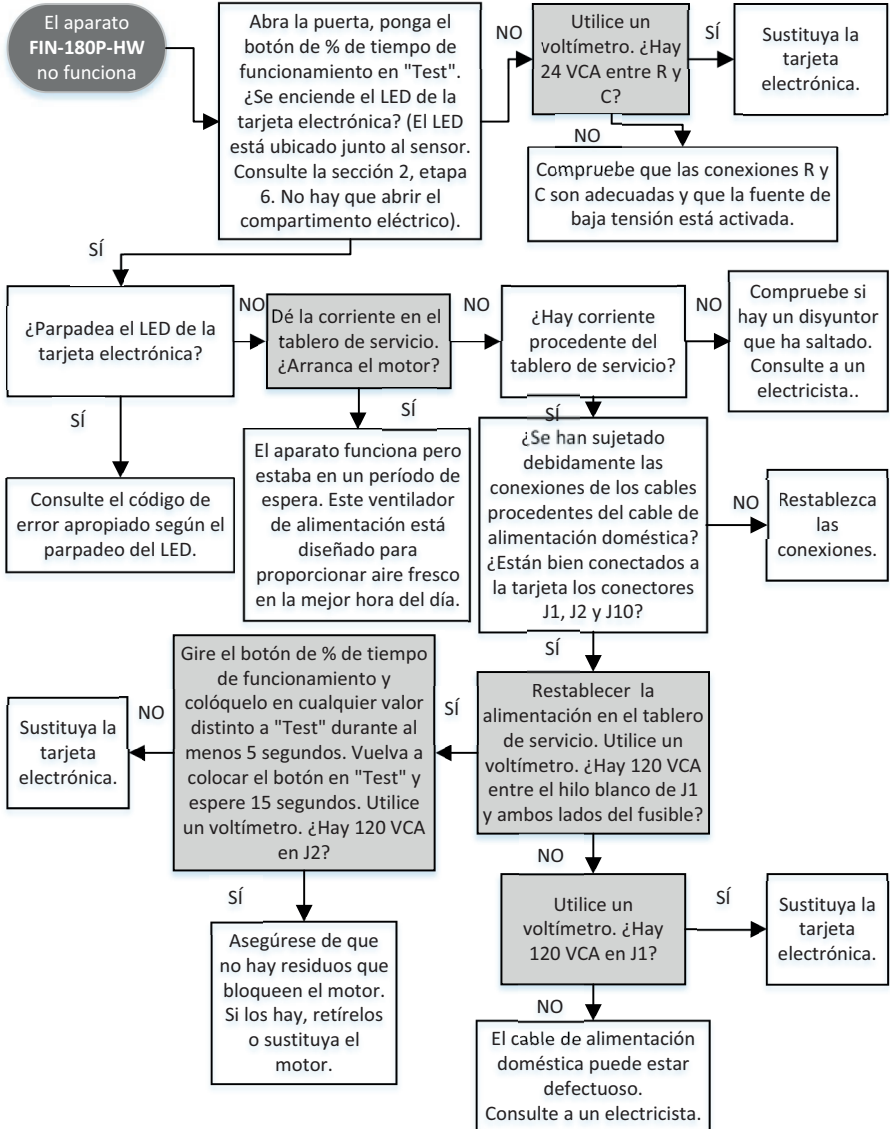 El aparato
FIN-180P-HW
no funciona
Abra la puerta, ponga el
botón de % de tiempo de
funcionamiento en "Test".
¿Se enciende el LED de la
tarjeta electrónica? (El LED
está ubicado junto al sensor.
Consulte la sección 2, etapa
6. No hay que abrir el
compartimento eléctrico).
NO
Utilice un
voltímetro. ¿Hay
24 VCA entre R y
C?
SÍ
Sustituya la
tarjeta
electrónica.
NO
Compruebe que las conexiones R y
C son adecuadas y que la fuente de
baja tensión está activada.
SÍ
¿Parpadea el LED de la
tarjeta electrónica?
NO
Dé la corriente en el
tablero de servicio.
¿Arranca el motor?
NO
¿Hay corriente
procedente del
tablero de servicio?
NO
Compruebe si
hay un disyuntor
que ha saltado.
Consulte a un
electricista..
SÍ
Consulte el código de
error apropiado según el
parpadeo del LED.
SÍ
El aparato funciona pero
estaba en un período de
espera. Este ventilador
de alimentación está
diseñado para
proporcionar aire fresco
en la mejor hora del día.
SÍ
¿Se han sujetado
debidamente las
conexiones de los cables
procedentes del cable de
alimentación doméstica?
¿Están bien conectados a
la tarjeta los conectores
J1, J2 y J10?
NO
Restablezca
las
conexiones.
SÍ
Restablecer la
alimentación en el tablero
de servicio. Utilice un
voltímetro. ¿Hay 120 VCA
entre el hilo blanco de J1
y ambos lados del fusible?
SÍ
Gire el botón de % de tiempo
de funcionamiento y
colóquelo en cualquier valor
distinto a "Test" durante al
menos 5 segundos. Vuelva a
colocar el botón en "Test" y
espere 15 segundos. Utilice
un voltímetro. ¿Hay 120 VCA
en J2?
NO
Sustituya la
tarjeta
electrónica.
SÍ
Asegúrese de que
no hay residuos que
bloqueen el motor.
Si los hay, retírelos
o sustituya el
motor.
NO
Utilice un
voltímetro. ¿Hay
120 VCA en J1?
SÍ
Sustituya la
tarjeta
electrónica.
NO
El cable de alimentación
doméstica puede estar
defectuoso.
Consulte a un electricista.